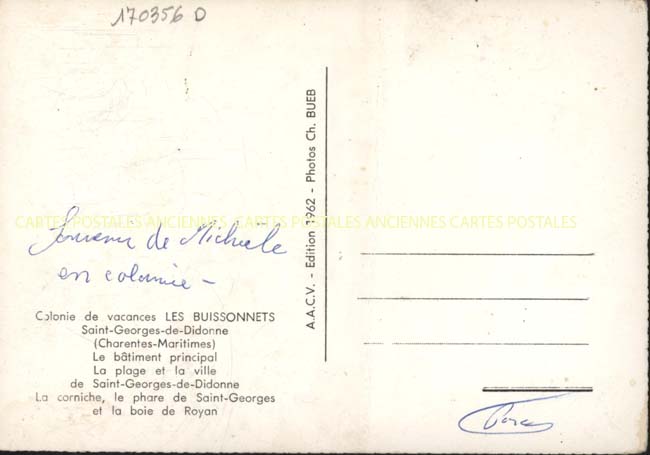 170356 D
CARTES POSTALES ANCIENNES CARTES POSTALES ANCIENNES CARTES POSTALES
Souvenir de Michèle
en colonie -
Colonie de vacances LES BUISSONNETS
Saint-Georges-de-Didonne
(Charentes-Maritimes)
Le bâtiment principal
La plage et la ville
de Saint-Georges-de-Didonne
La corniche, le phare de Saint-Georges
et la boie de Royan
A.A.C.V. - Edition 1962 - Photos Ch. BUEB